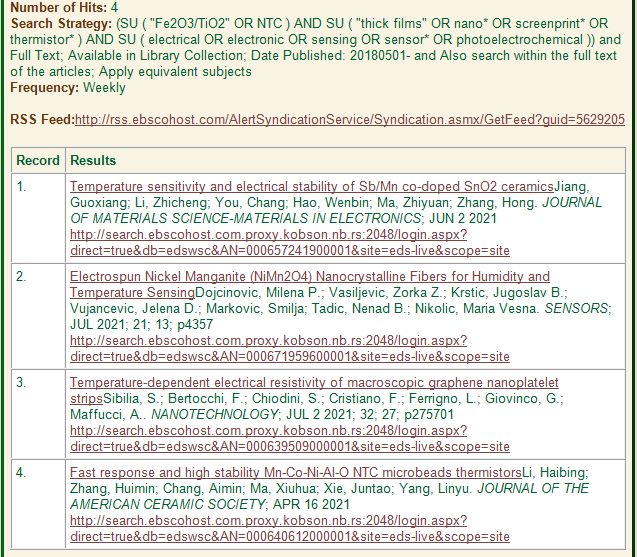 Number of Hits: 4
Search Strategy: (SU ( "Fe2O3/TiO2" OR NTC ) AND SU ( "thick films" OR nano* OR screenprint* OR
thermistor* ) AND SU ( electrical OR electronic OR sensing OR sensor* OR photoelectrochemical )) and
Full Text; Available in Library Collection; Date Published: 20180501- and Also search within the full text
of the articles; Apply equivalent subjects
Frequency: Weekly
RSS Feed:http://rss.ebscohost.com/AlertSyndicationService/Syndication.asmx/GetFeed?guid=5629205
Record Results
1. Temperature sensitivity and electrical stability of Sb/Mn co-doped SnO2 ceramicsJiang,
Guoxiang; Li, Zhicheng; You, Chang; Hao, Wenbin; Ma, Zhiyuan; Zhang, Hong. JOURNAL
OF MATERIALS SCIENCE-MATERIALS IN ELECTRONICS; JUN 2 2021
http://search.ebscohost.com.proxy.kobson.nb.rs:2048/login.aspx?
direct=true&db=edswsc&AN=000657241900001&site=eds-live&scope=site
2. Electrospun Nickel Manganite (NiMn2O4) Nanocrystalline Fibers for Humidity and
Temperature SensingDojcinovic, Milena P.; Vasiljevic, Zorka Z.; Krstic, Jugoslav B.;
Vujancevic, Jelena D.; Markovic, Smilja; Tadic, Nenad B.; Nikolic, Maria Vesna. SENSORS;
JUL 2021; 21; 13; p4357
http://search.ebscohost.com.proxy.kobson.nb.rs:2048/login.aspx?
direct=true&db=edswsc&AN=000671959600001&site=eds-live&scope=site
3. Temperature-dependent electrical resistivity of macroscopic graphene nanoplatelet
stripsSibilia, S.; Bertocchi, F.; Chiodini, S.; Cristiano, F.; Ferrigno, L.; Giovinco, G.;
Maffucci, A.. NANOTECHNOLOGY; JUL 2 2021; 32; 27; p275701
http://search.ebscohost.com.proxy.kobson.nb.rs:2048/login.aspx?
direct=true&db=edswsc&AN=000639509000001&site=eds-live&scope=site
4. Fast response and high stability Mn-Co-Ni-Al-O NTC microbeads thermistorsLi, Haibing;
Zhang, Huimin; Chang, Aimin; Ma, Xiuhua; Xie, Juntao; Yang, Linyu. JOURNAL OF THE
AMERICAN CERAMIC SOCIETY; APR 16 2021
http://search.ebscohost.com.proxy.kobson.nb.rs:2048/login.aspx?
direct=true&db=edswsc&AN=000640612000001&site=eds-live&scope=site